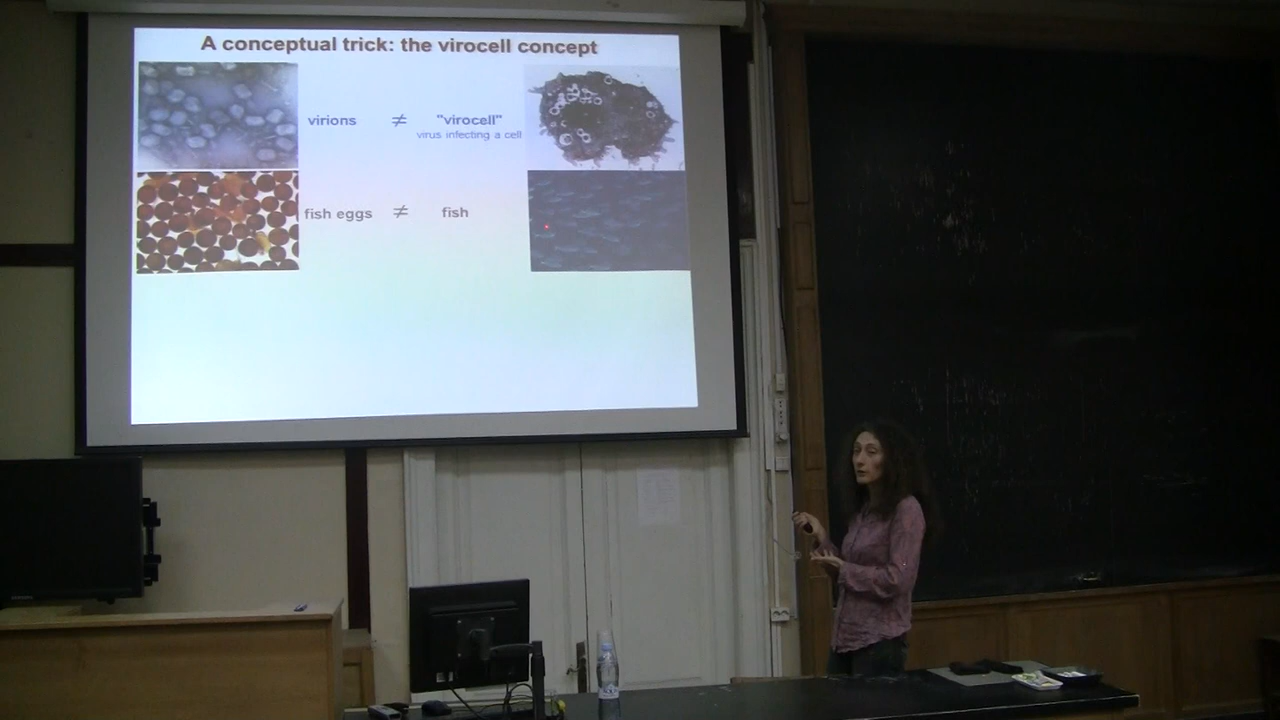 A conceptual trick: the virocell concept
virions ≠ "virocell"
virus infecting a cell
fish eggs ≠ fish